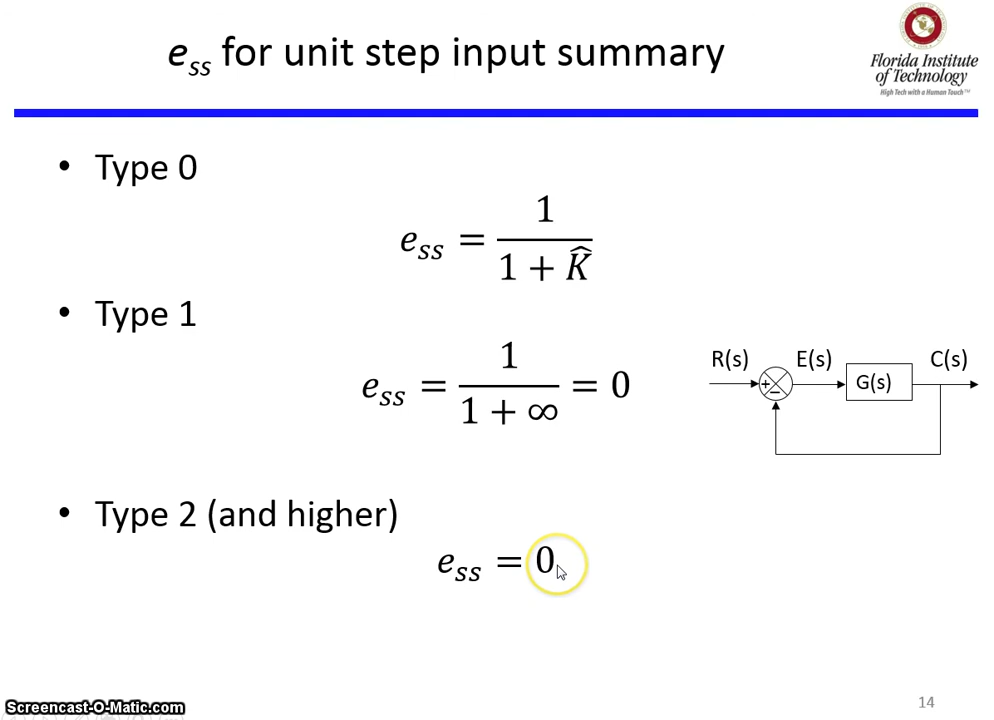 e_ss for unit step input summary
Florida Institute
of Technology
High Tech with a Human Touch™
• Type 0
e_ss = 1 / (1 + K̂)
• Type 1
e_ss = 1 / (1 + ∞) = 0
R(s) E(s) C(s)
+ − G(s)
• Type 2 (and higher)
e_ss = 0
14
Screencast-O-Matic.com